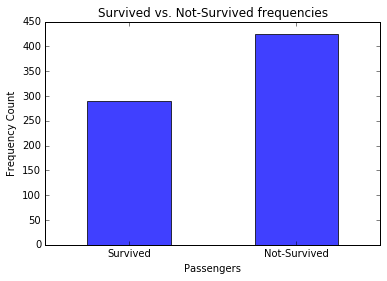 Survived vs. Not-Survived frequencies
450
400
350
300
250
200
150
100
50
0
Frequency Count
Survived
Not-Survived
Passengers